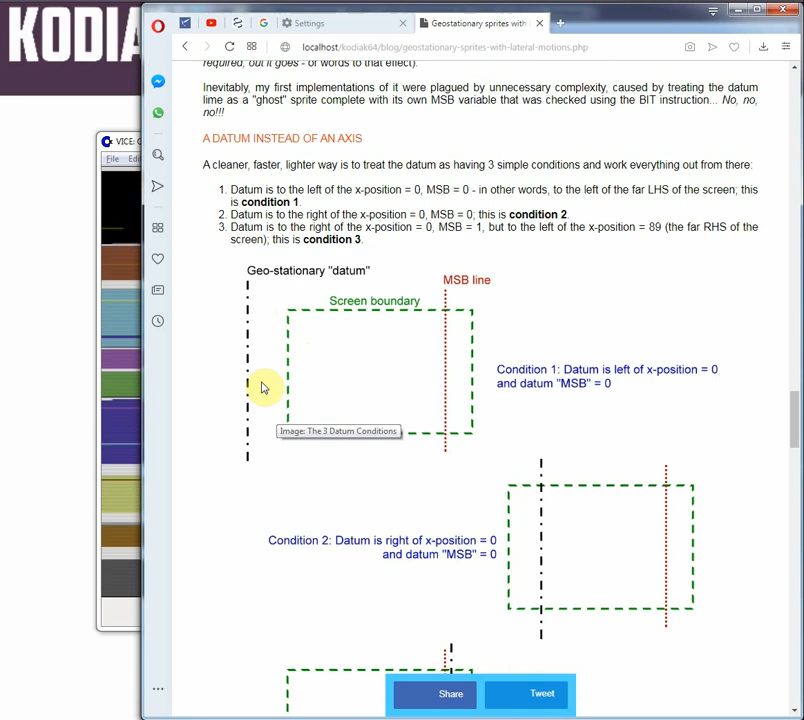 KODIA
Settings
Geostationary sprites with
localhost/kodiak64/blog/geostationary-sprites-with-lateral-motions.php
VICE: C
File Edit
required, but it goes - or words to that effect).
Inevitably, my first implementations of it were plagued by unnecessary complexity, caused by treating the datum
lime as a "ghost" sprite complete with its own MSB variable that was checked using the BIT instruction... No, no,
no!!!
A DATUM INSTEAD OF AN AXIS
A cleaner, faster, lighter way is to treat the datum as having 3 simple conditions and work everything out from there:
1. Datum is to the left of the x-position = 0, MSB = 0 - in other words, to the left of the far LHS of the screen; this
is condition 1.
2. Datum is to the right of the x-position = 0, MSB = 0; this is condition 2.
3. Datum is to the right of the x-position = 0, MSB = 1, but to the left of the x-position = 89 (the far RHS of the
screen); this is condition 3.
Geo-stationary "datum"
MSB line
Screen boundary
Condition 1: Datum is left of x-position = 0
and datum "MSB" = 0
Image: The 3 Datum Conditions
Condition 2: Datum is right of x-position = 0
and datum "MSB" = 0
Share
Tweet